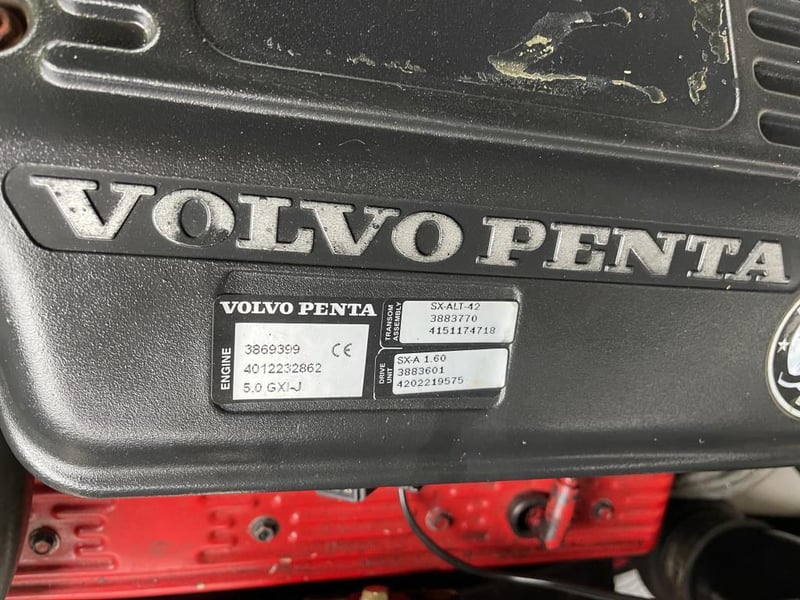 VOLVO PENTA
VOLVO PENTA
ENGINE
3869399 CE
4012232862
5.0 GXI-J
TRANSOM
ASSEMBLY
SX-ALT-42
3883770
4151174718
DRIVE
UNIT
SX-A 1.60
3883601
4202219575